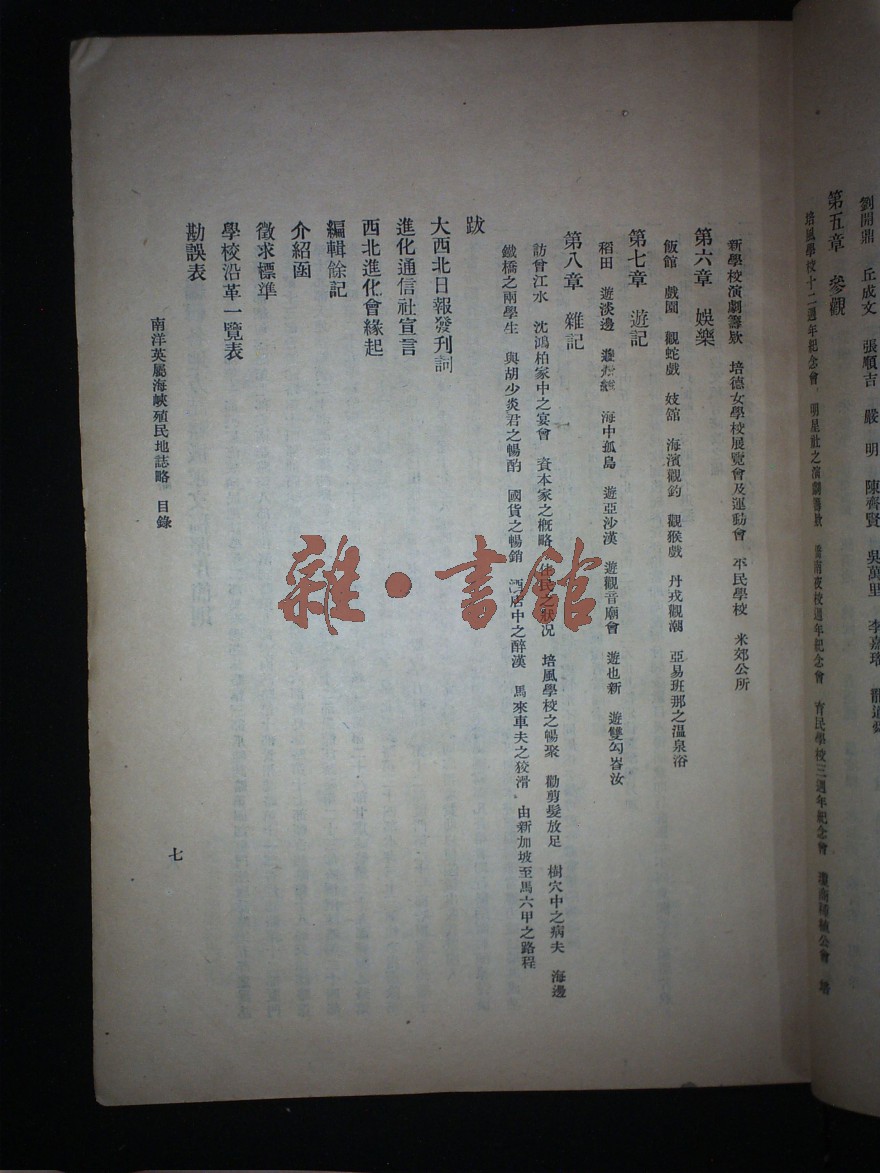 劉開鼎　丘成文　張順吉　嚴　明　陳齊賢　吳萬里　李嘉瑞
第五章　參觀
培風學校十二週年紀念會　明星社之演劇籌欵　夜校週年紀念會　育民學校三週年紀念會　瓊商種植公會　培
新學校演劇籌欵　培德女學校展覽會及運動會　平民學校　米郊公所
第六章　娛樂
飯館　戲園　觀蛇戲　妓舘　海濱觀釣　觀猴戲　丹戎觀潮　亞易班那之溫泉浴
第七章　遊記
稻田　遊淡邊　海中孤島　遊亞沙漢　遊觀音廟會　遊也新　遊雙勾峇汝
第八章　雜記
訪曾江水　沈鴻柏家中之宴會　資本家之概略　狀况　培風學校之暢聚　勸剪髮放足　樹穴中之病夫　海邊
鐵橋之兩學生　與胡少炎君之暢酌　國貨之暢銷　酒店中之醉漢　馬來車夫之狡滑　由新加坡至馬六甲之路程
跋
大西北日報發刊詞
進化通信社宣言
西北進化會緣起
編輯餘記
介紹函
徵求標準
學校沿革一覽表
勘誤表
南洋英屬海峽殖民地誌略　目錄
七
雜·書館